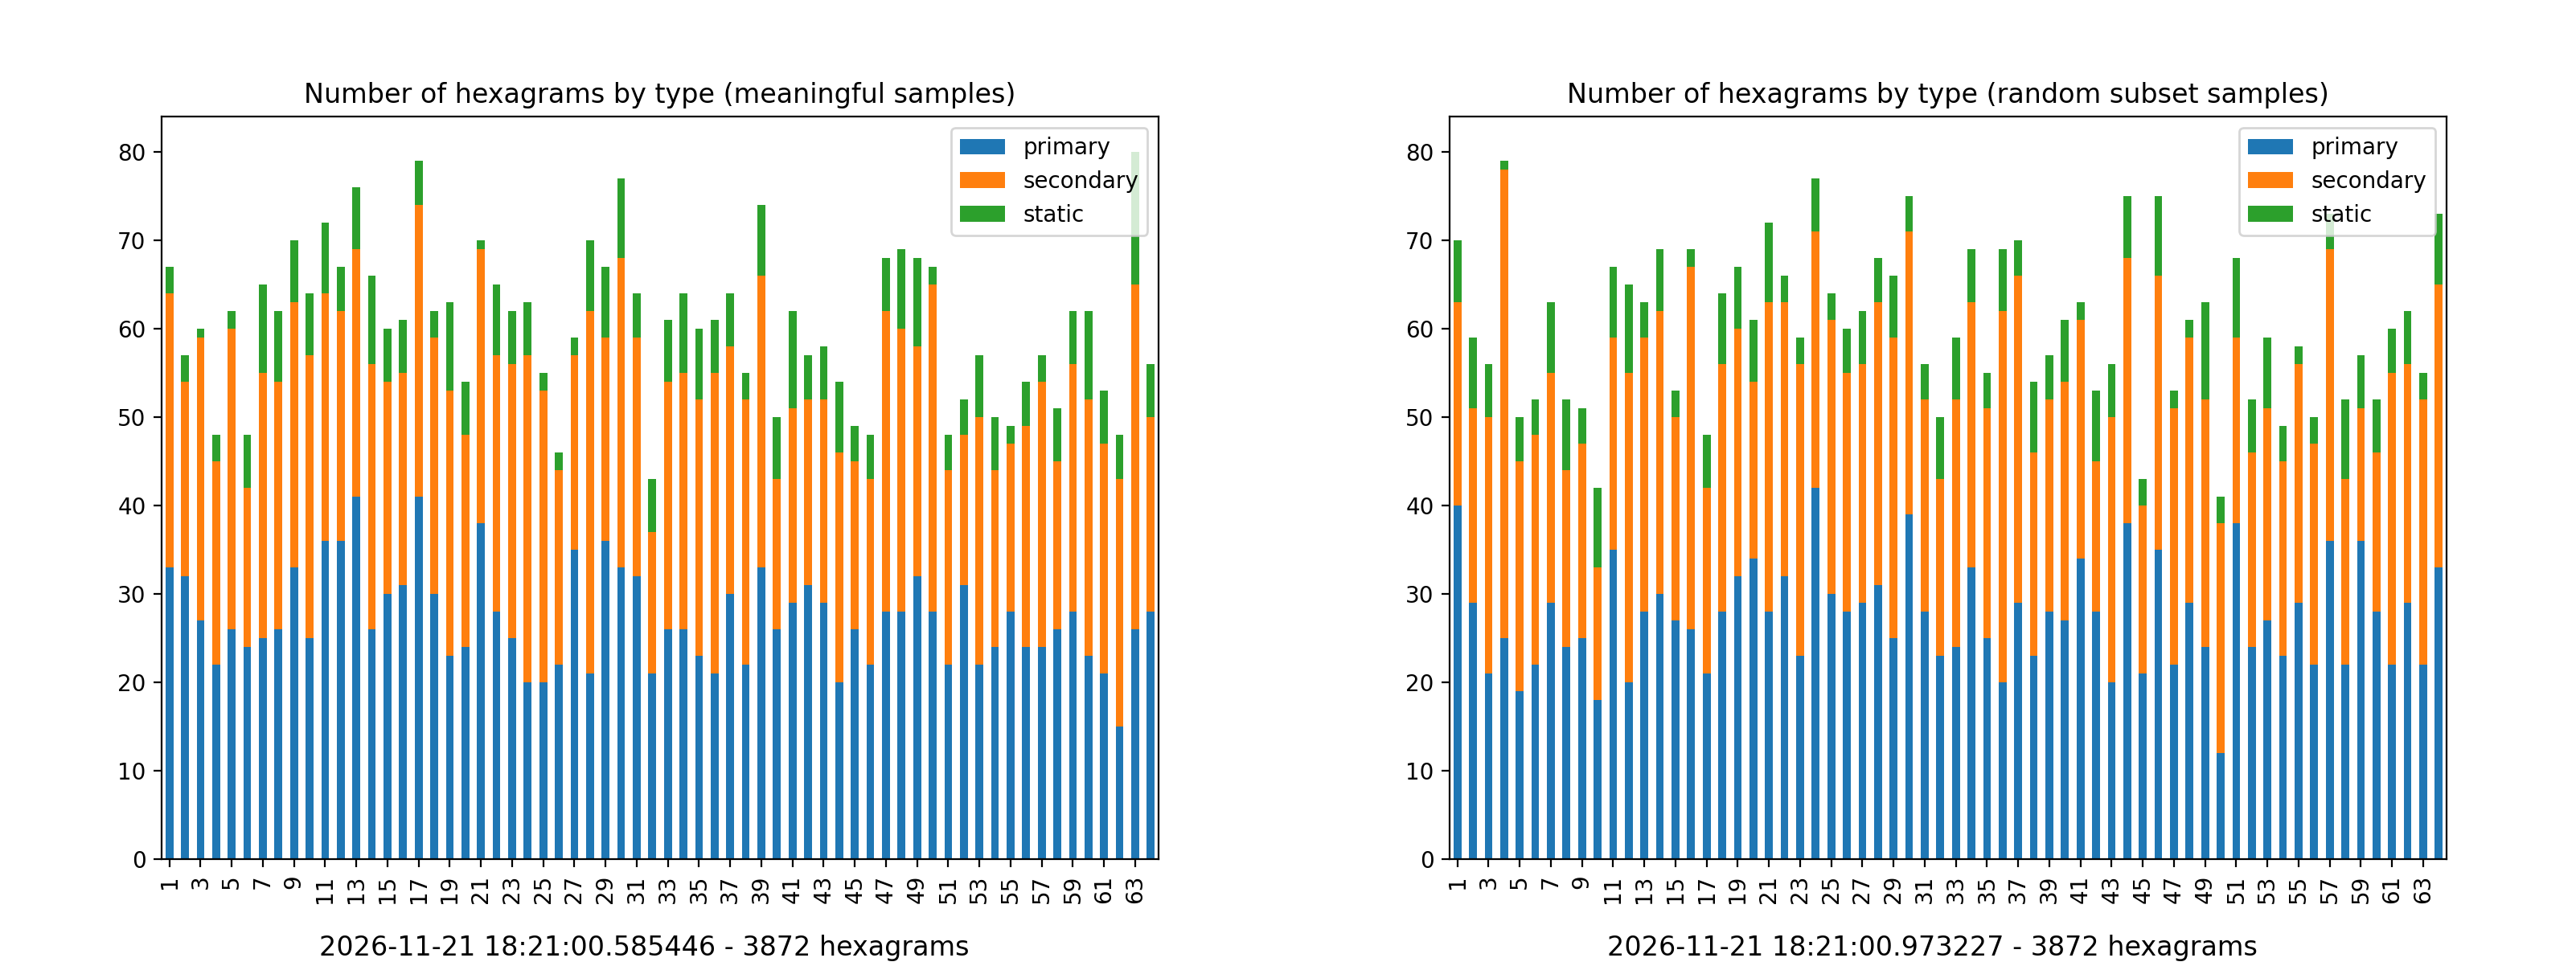 Number of hexagrams by type (meaningful samples)
primary
secondary
static
80
70
60
50
40
30
20
10
0
1 3 5 7 9 11 13 15 17 19 21 23 25 27 29 31 33 35 37 39 41 43 45 47 49 51 53 55 57 59 61 63
2026-11-21 18:21:00.585446 - 3872 hexagrams
Number of hexagrams by type (random subset samples)
primary
secondary
static
80
70
60
50
40
30
20
10
0
1 3 5 7 9 11 13 15 17 19 21 23 25 27 29 31 33 35 37 39 41 43 45 47 49 51 53 55 57 59 61 63
2026-11-21 18:21:00.973227 - 3872 hexagrams